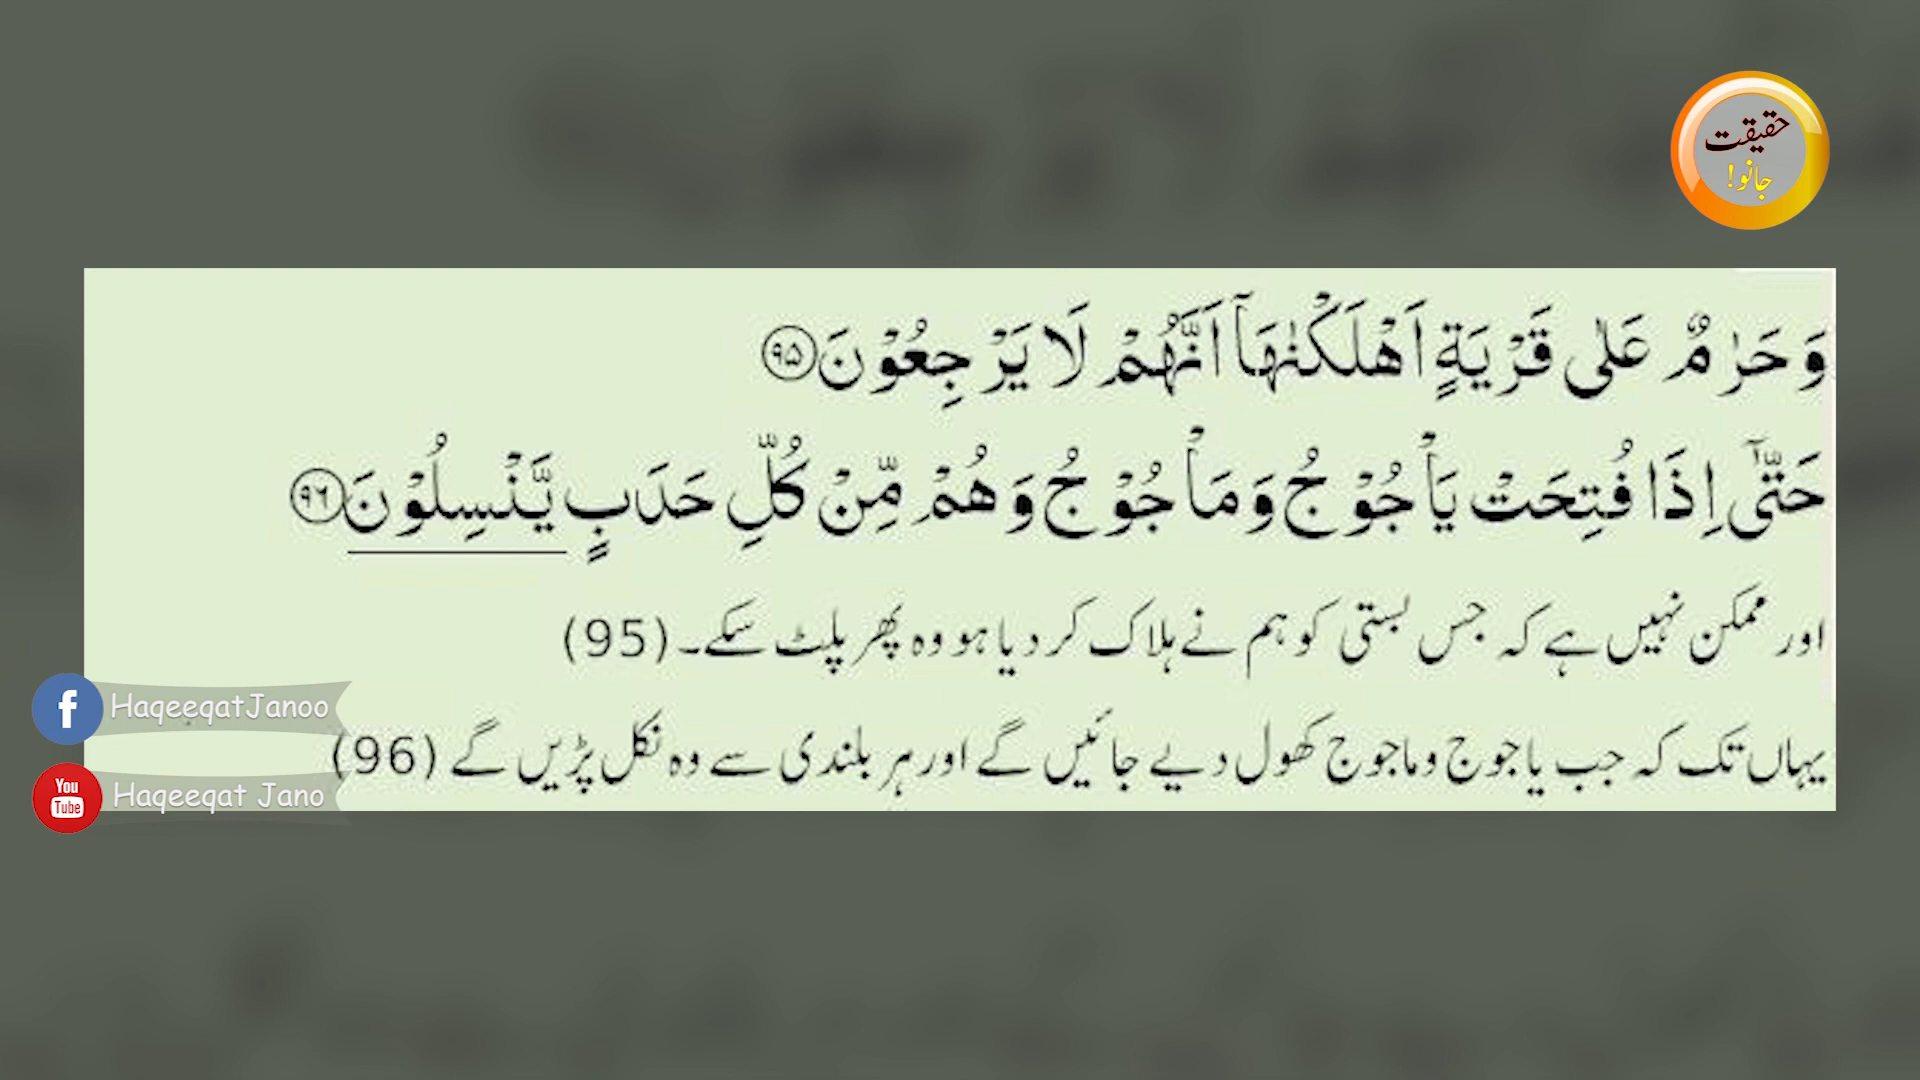 حقیقت
جانو!
وَ حَرٰمٌ عَلٰى قَرْیَةٍ اَهْلَكْنٰهَاۤ اَنَّهُمْ لَا یَرْجِعُوْنَ ۝۹۵
حَتّٰۤى اِذَا فُتِحَتْ یَاْجُوْجُ وَ مَاْجُوْجُ وَ هُمْ مِّنْ كُلِّ حَدَبٍ یَّنْسِلُوْنَ ۝۹۶
اور ممکن نہیں ہے کہ جس بستی کو ہم نے ہلاک کر دیا ہو وہ پھر پلٹ سکے۔ (95)
یہاں تک کہ جب یاجوج وماجوج کھول دیے جائیں گے اور ہر بلندی سے وہ نکل پڑیں گے (96)
f HaqeeqatJanoo
You Tube Haqeeqat Jano